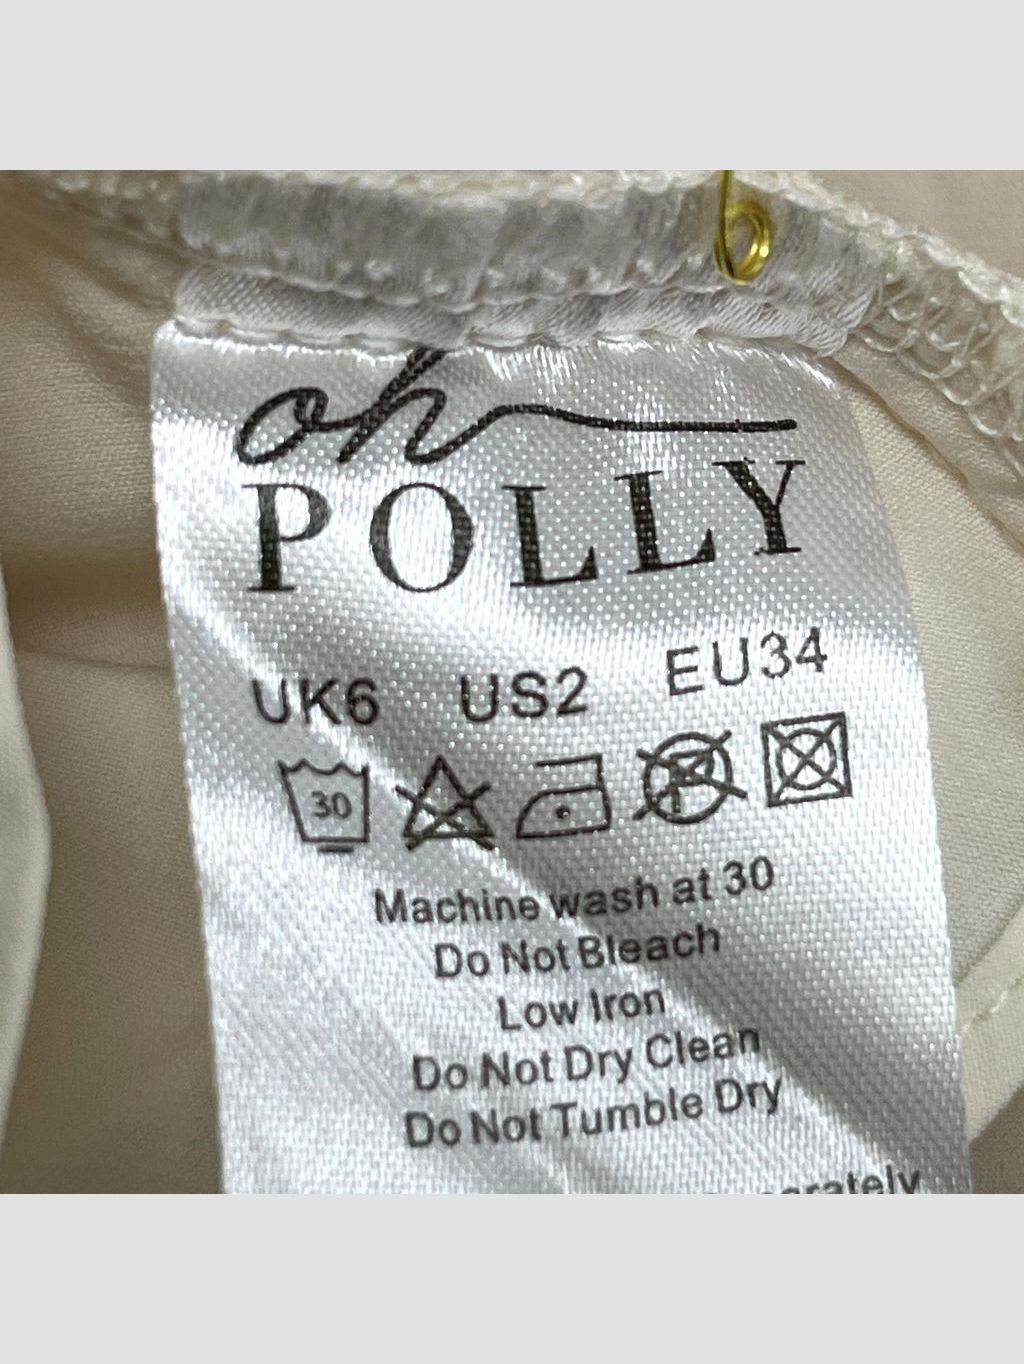 oh
POLLY
UK6 US2 EU34
30
Machine wash at 30
Do Not Bleach
Low Iron
Do Not Dry Clean
Do Not Tumble Dry